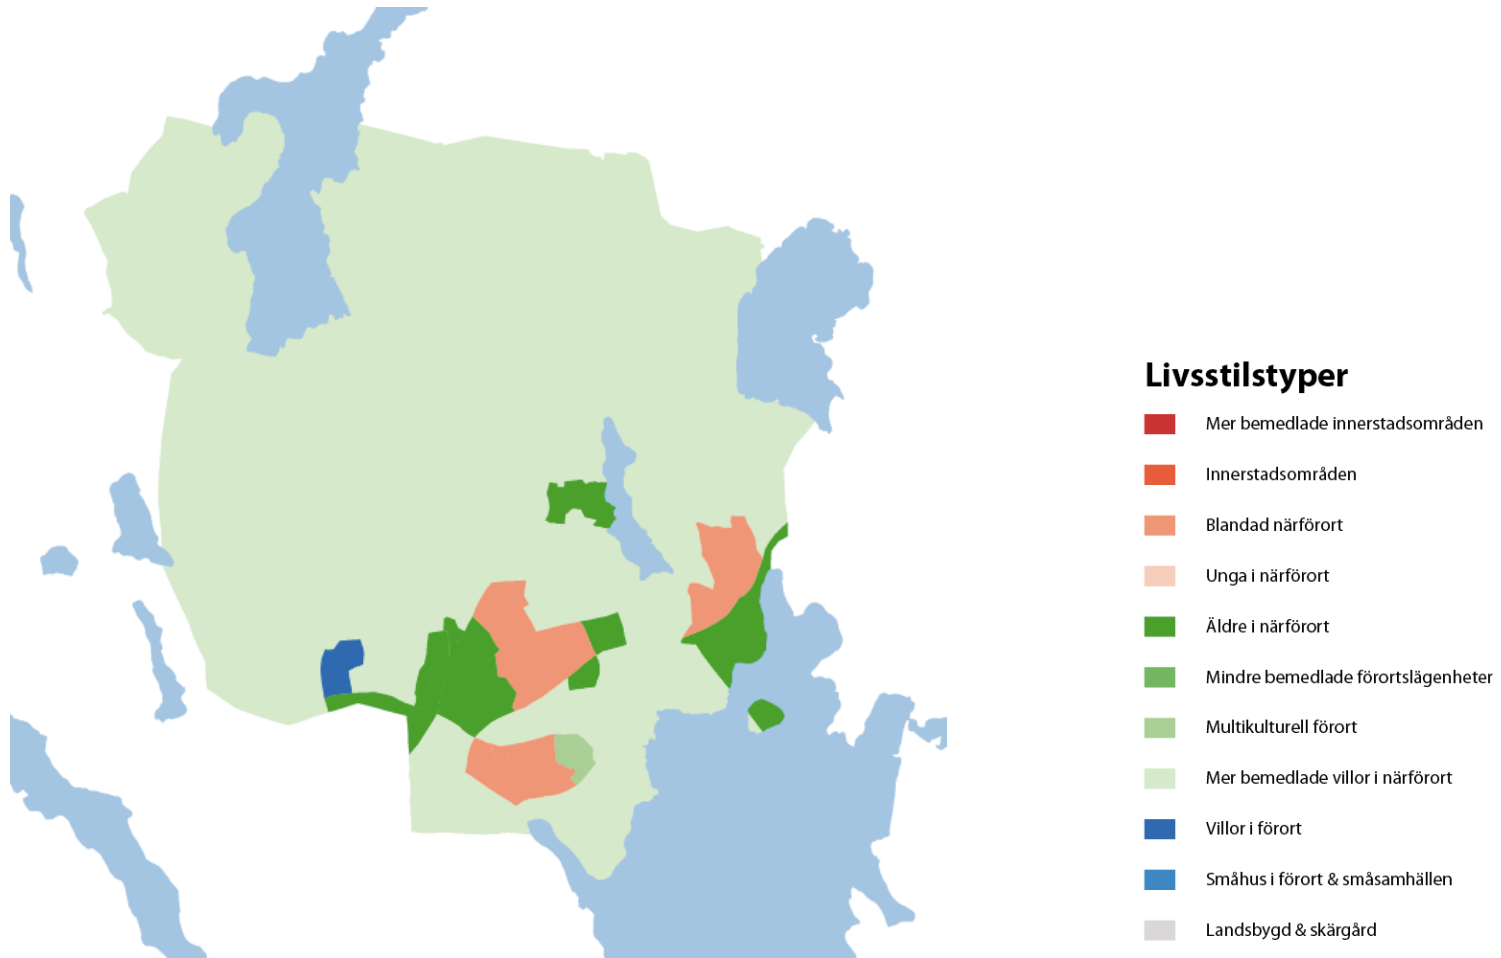 Livsstilstyper
Mer bemedlade innerstadsområden
Innerstadsområden
Blandad närförort
Unga i närförort
Äldre i närförort
Mindre bemedlade förortslägenheter
Multikulturell förort
Mer bemedlade villor i närförort
Villor i förort
Småhus i förort & småsamhällen
Landsbygd & skärgård